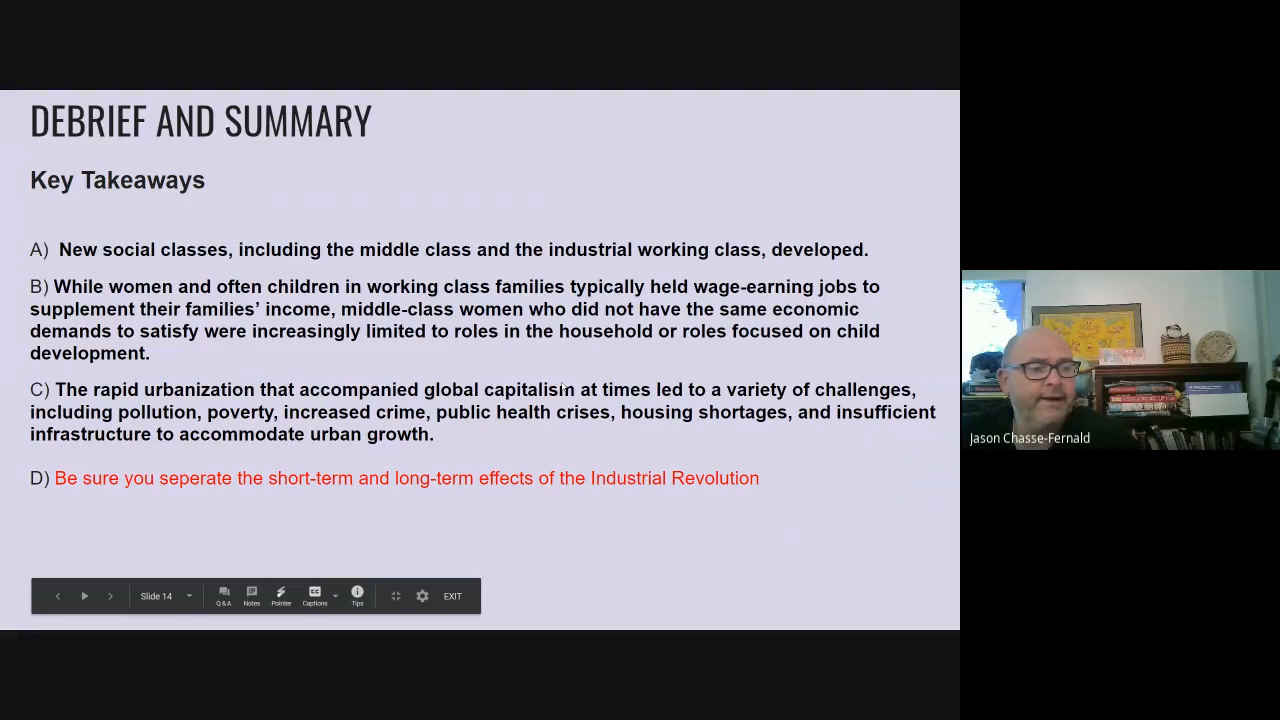 DEBRIEF AND SUMMARY
Key Takeaways
A) New social classes, including the middle class and the industrial working class, developed.
B) While women and often children in working class families typically held wage-earning jobs to
supplement their families’ income, middle-class women who did not have the same economic
demands to satisfy were increasingly limited to roles in the household or roles focused on child
development.
C) The rapid urbanization that accompanied global capitalism at times led to a variety of challenges,
including pollution, poverty, increased crime, public health crises, housing shortages, and insufficient
infrastructure to accommodate urban growth.
D) Be sure you seperate the short-term and long-term effects of the Industrial Revolution
Slide 14
Q&A
Notes
Pointer
Captions
Tips
EXIT
Jason Chasse-Fernald